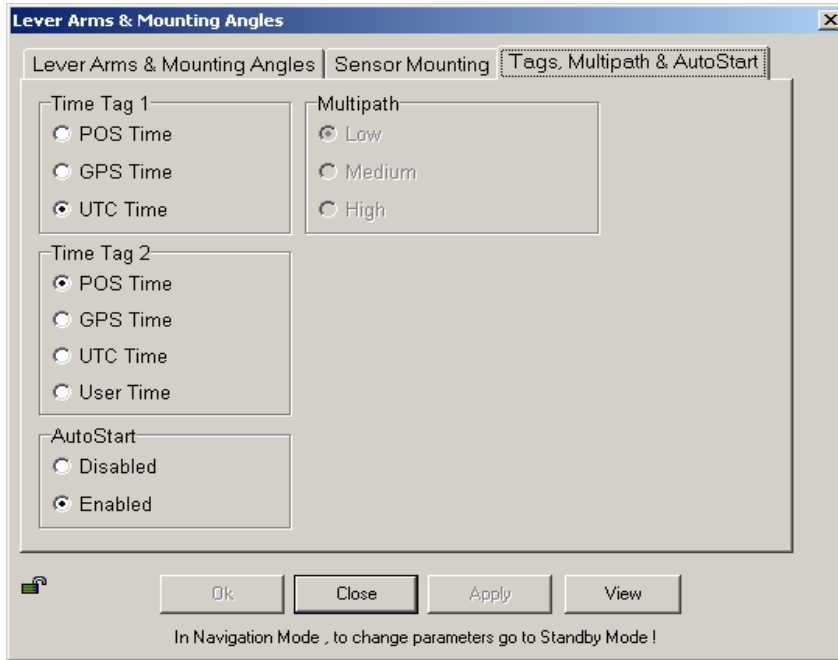 Lever Arms & Mounting Angles
Lever Arms & Mounting Angles Sensor Mounting Tags, Multipath & AutoStart
Time Tag 1
POS Time
GPS Time
UTC Time
Multipath
Low
Medium
High
Time Tag 2
POS Time
GPS Time
UTC Time
User Time
AutoStart
Disabled
Enabled
Ok Close Apply View
In Navigation Mode , to change parameters go to Standby Mode !